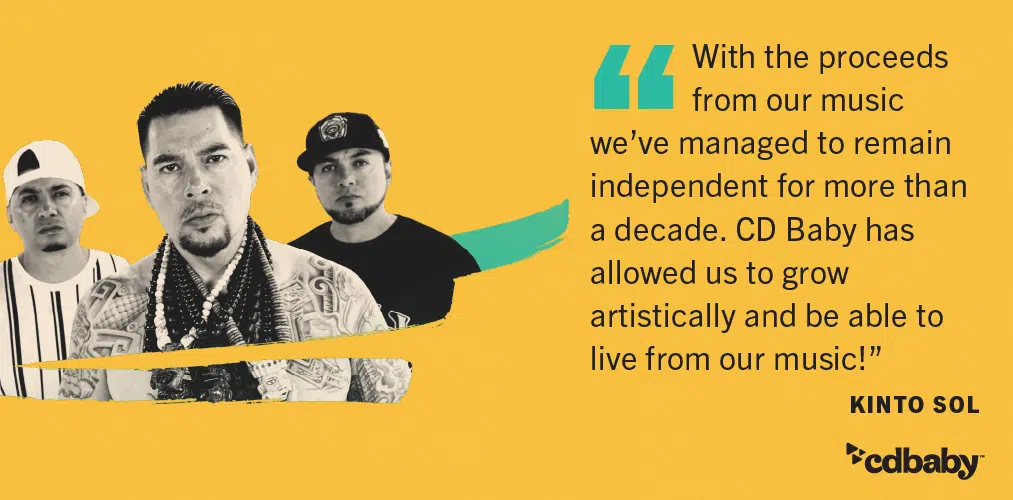 “With the proceeds
from our music
we’ve managed to remain
independent for more than
a decade. CD Baby has
allowed us to grow
artistically and be able to
live from our music!”
KINTO SOL
cdbaby™